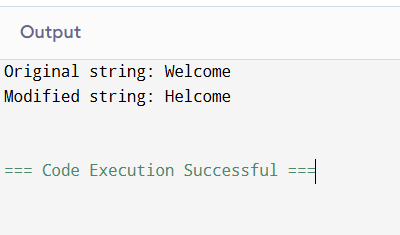 Output
Original string: Welcome
Modified string: Helcome
=== Code Execution Successful ===